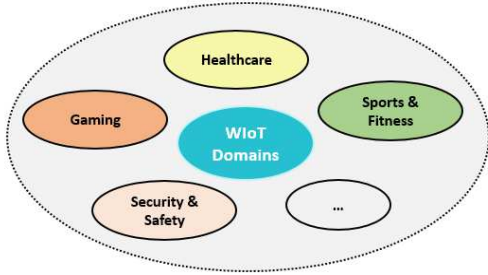 Healthcare
Sports &
Fitness
Gaming
WIoT
Domains
Security &
Safety
...